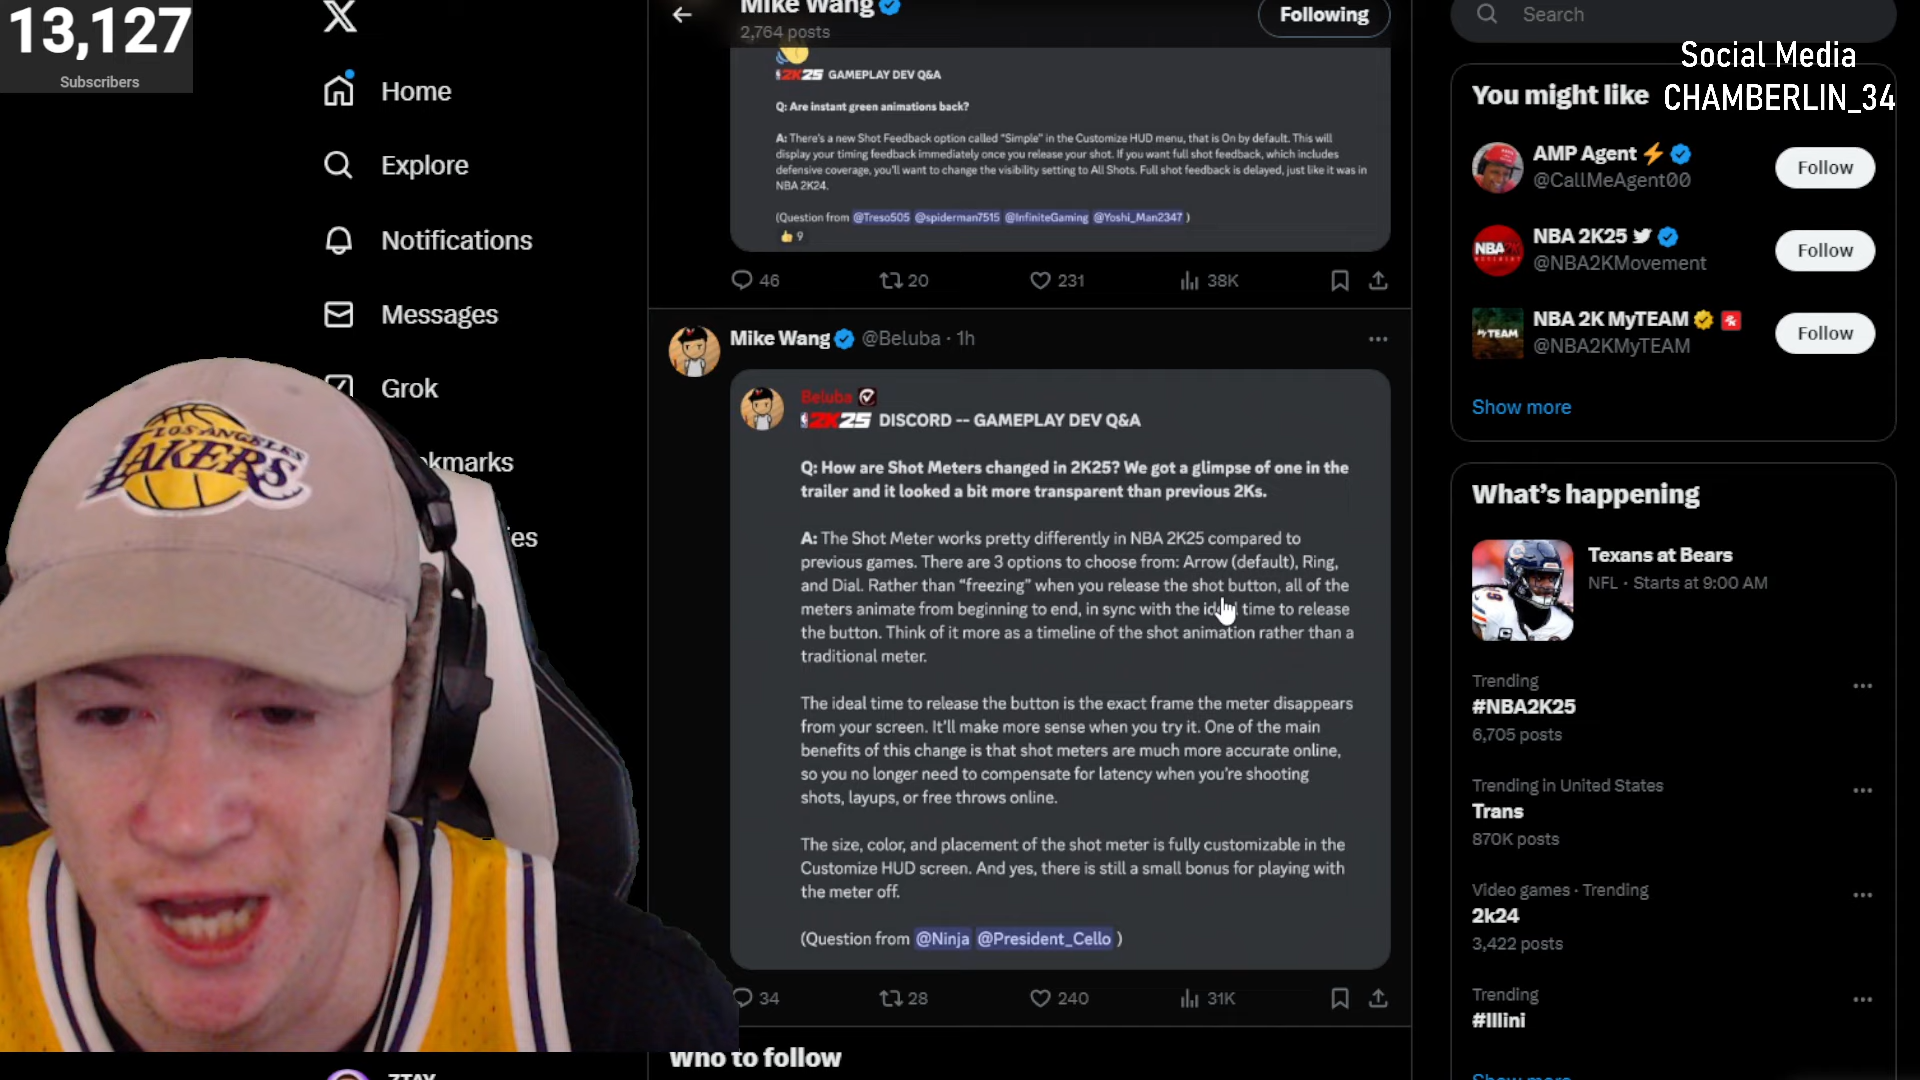 13,127
Subscribers
Home
Explore
Notifications
Messages
Grok
kmarks
ies
LOS ANGELES
LAKERS
Mike Wang
2,764 posts
Following
2K25 GAMEPLAY DEV Q&A
Q: Are instant green animations back?
A: There's a new Shot Feedback option called "Simple" in the Customize HUD menu, that is On by default. This will
display your timing feedback immediately once you release your shot. If you want full shot feedback, which includes
defensive coverage, you'll want to change the visibility setting to All Shots. Full shot feedback is delayed, just like it was in
NBA 2K24.
(Question from @Treso505 @spiderman7515 @InfiniteGaming @Yoshi_Man2347 )
9
46 20 231 38K
Mike Wang @Beluba · 1h
Beluba
2K25 DISCORD -- GAMEPLAY DEV Q&A
Q: How are Shot Meters changed in 2K25? We got a glimpse of one in the
trailer and it looked a bit more transparent than previous 2Ks.
A: The Shot Meter works pretty differently in NBA 2K25 compared to
previous games. There are 3 options to choose from: Arrow (default), Ring,
and Dial. Rather than "freezing" when you release the shot button, all of the
meters animate from beginning to end, in sync with the ideal time to release
the button. Think of it more as a timeline of the shot animation rather than a
traditional meter.
The ideal time to release the button is the exact frame the meter disappears
from your screen. It'll make more sense when you try it. One of the main
benefits of this change is that shot meters are much more accurate online,
so you no longer need to compensate for latency when you're shooting
shots, layups, or free throws online.
The size, color, and placement of the shot meter is fully customizable in the
Customize HUD screen. And yes, there is still a small bonus for playing with
the meter off.
(Question from @Ninja @President_Cello )
34 28 240 31K
Who to follow
ZTAY
Search
Social Media
CHAMBERLIN_34
You might like
AMP Agent
@CallMeAgent00
Follow
NBA 2K25
@NBA2KMovement
Follow
NBA 2K MyTEAM
@NBA2KMyTEAM
Follow
Show more
What's happening
Texans at Bears
NFL · Starts at 9:00 AM
Trending
#NBA2K25
6,705 posts
Trending in United States
Trans
870K posts
Video games · Trending
2k24
3,422 posts
Trending
#Illini
Show more